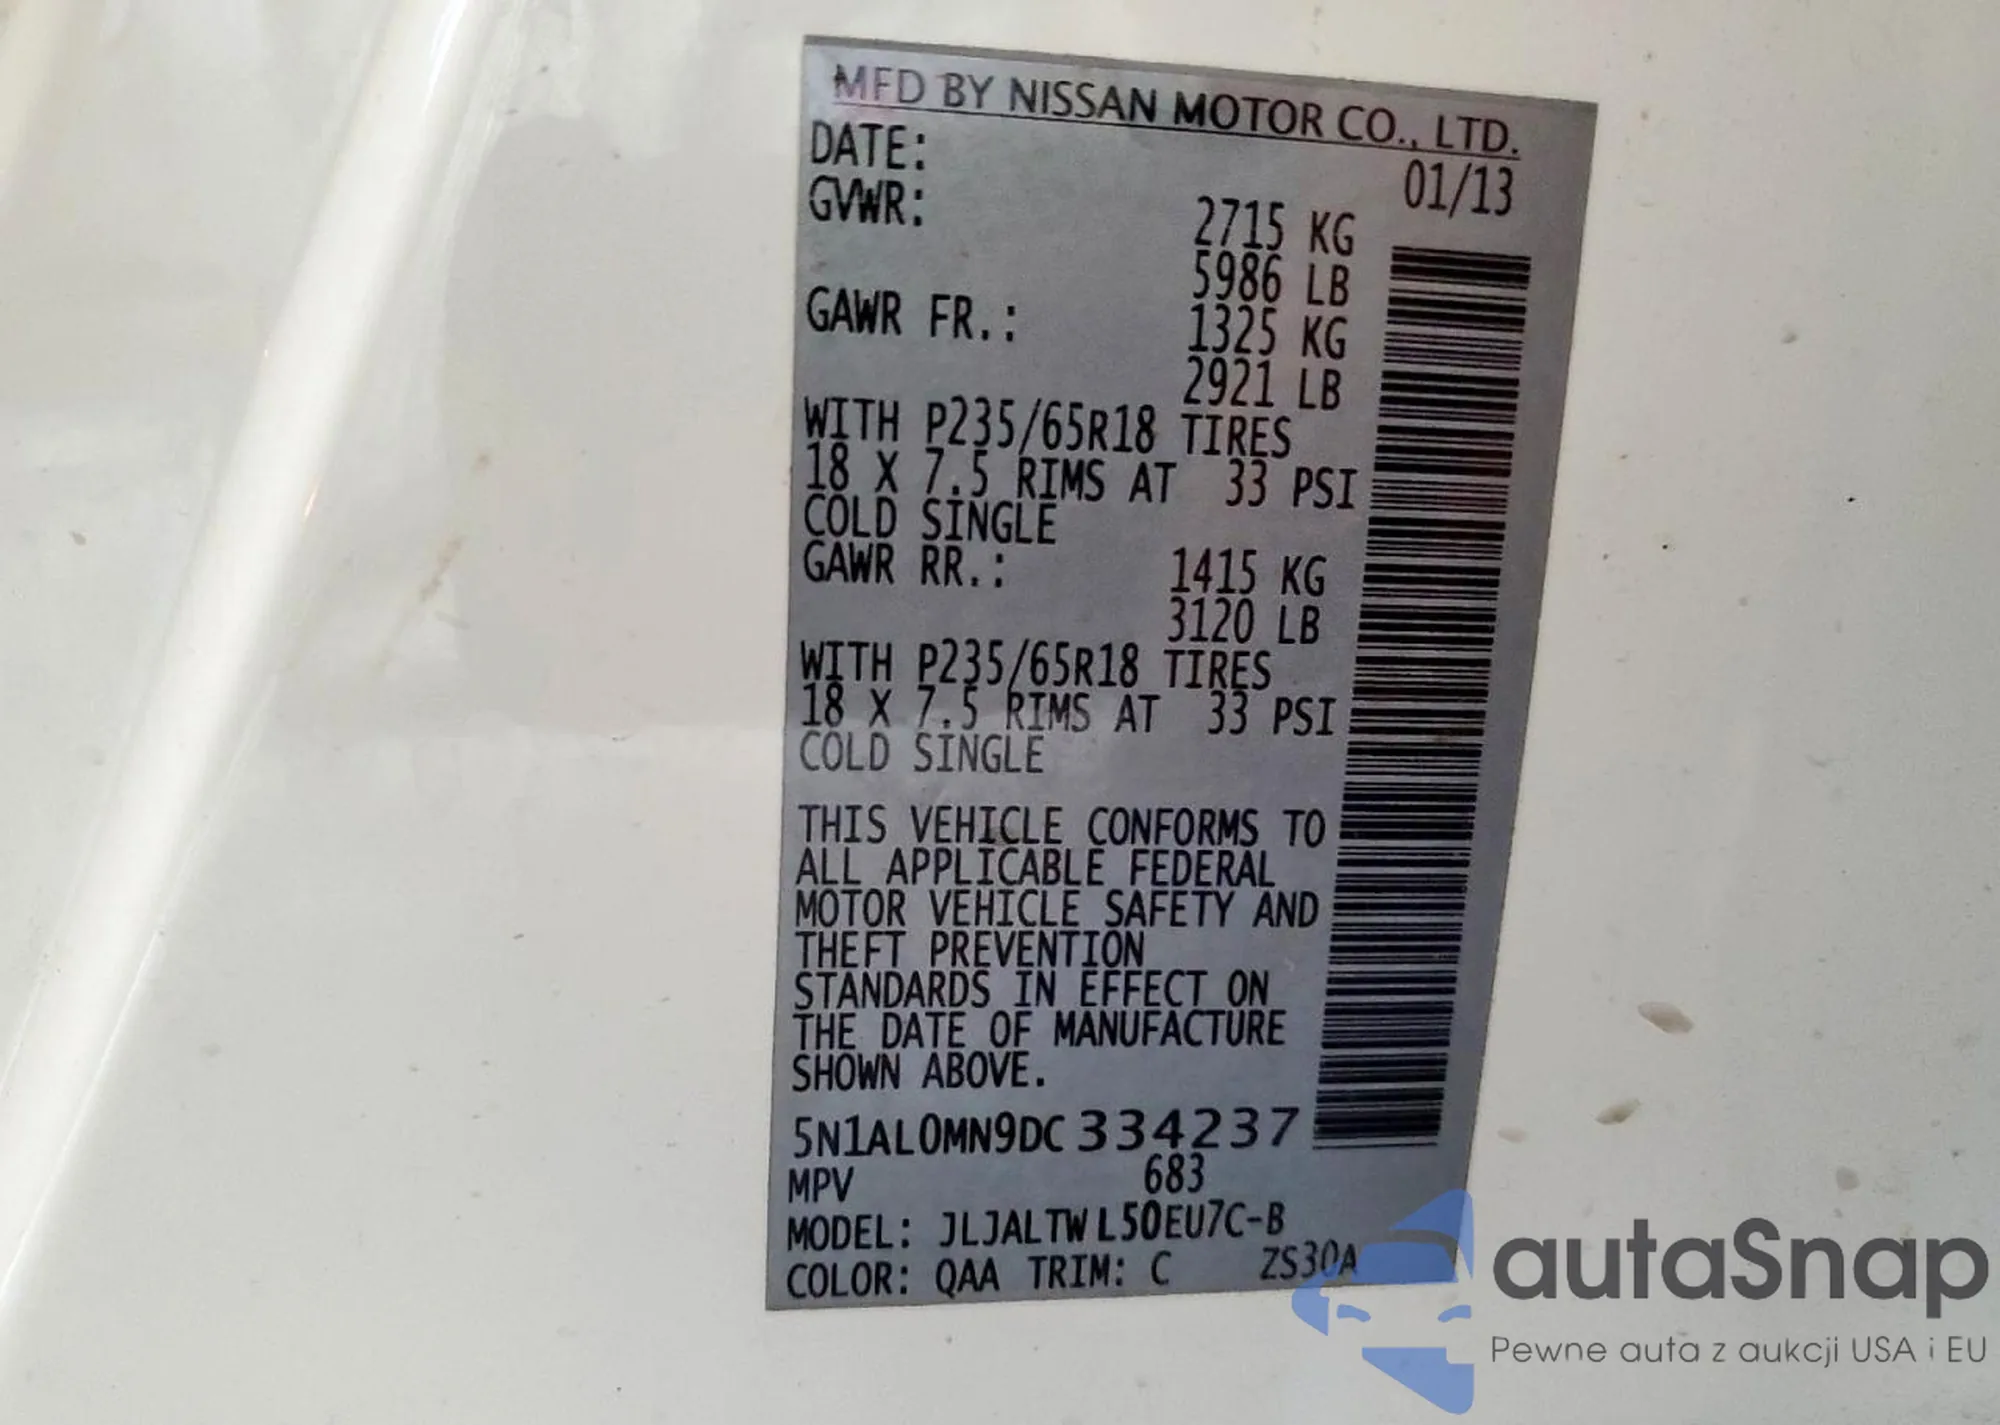 MFD BY NISSAN MOTOR CO., LTD.
DATE: 01/13
GVWR: 2715 KG
5986 LB
GAWR FR.: 1325 KG
2921 LB
WITH P235/65R18 TIRES
18 X 7.5 RIMS AT 33 PSI
COLD SINGLE
GAWR RR.: 1415 KG
3120 LB
WITH P235/65R18 TIRES
18 X 7.5 RIMS AT 33 PSI
COLD SINGLE
THIS VEHICLE CONFORMS TO
ALL APPLICABLE FEDERAL
MOTOR VEHICLE SAFETY AND
THEFT PREVENTION
STANDARDS IN EFFECT ON
THE DATE OF MANUFACTURE
SHOWN ABOVE.
5N1AL0MN9DC334237
MPV 683
MODEL: JLJALTWL50EU7C-B
COLOR: QAA TRIM: C ZS30A
autaSnap
Pewne auta z aukcji USA i EU